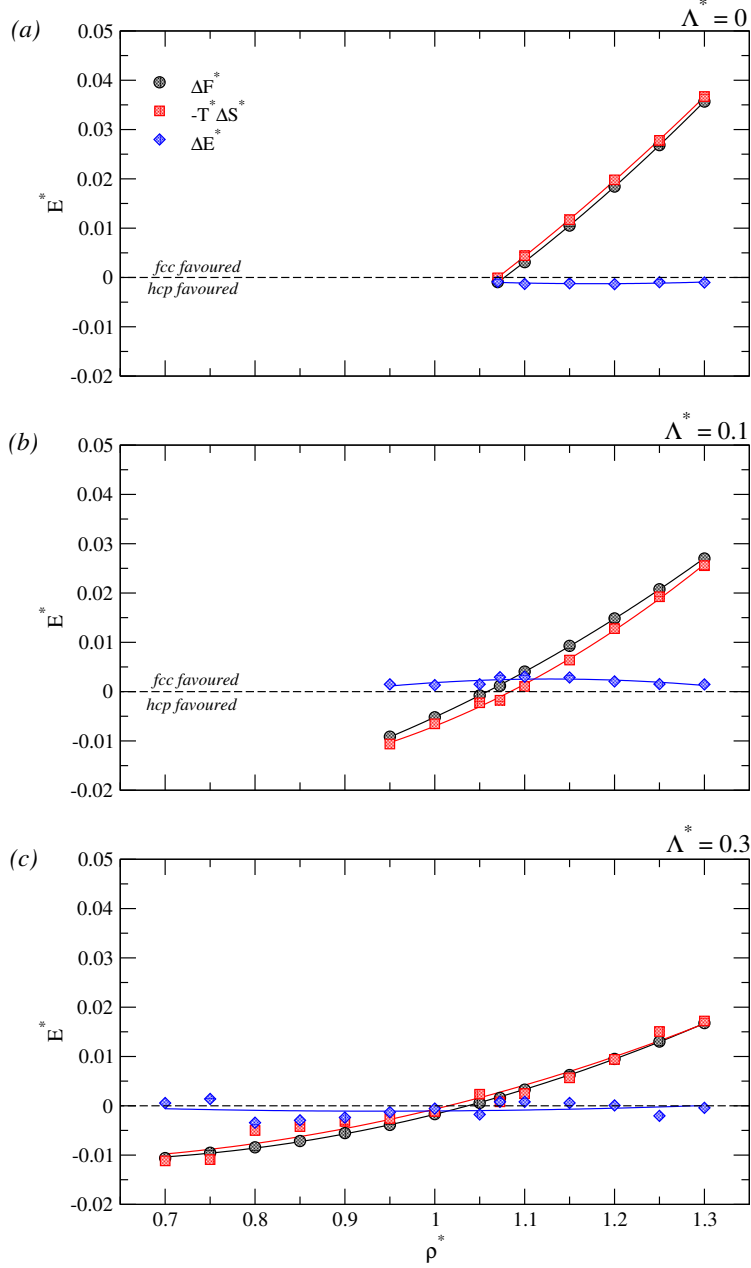 (a)
Λ* = 0
0.05
0.04
ΔF*
-T*ΔS*
0.03
ΔE*
0.02
E*
0.01
fcc favoured
0
hcp favoured
-0.01
-0.02
(b)
Λ* = 0.1
0.05
0.04
0.03
0.02
E*
0.01
fcc favoured
0
hcp favoured
-0.01
-0.02
(c)
Λ* = 0.3
0.05
0.04
0.03
0.02
E*
0.01
0
-0.01
-0.02
0.7 0.8 0.9 1 1.1 1.2 1.3
ρ*